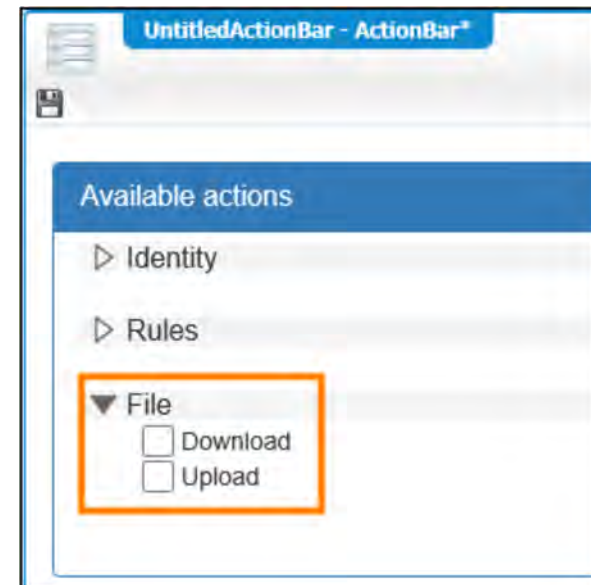 UntitledActionBar - ActionBar*
Available actions
Identity
Rules
File
Download
Upload